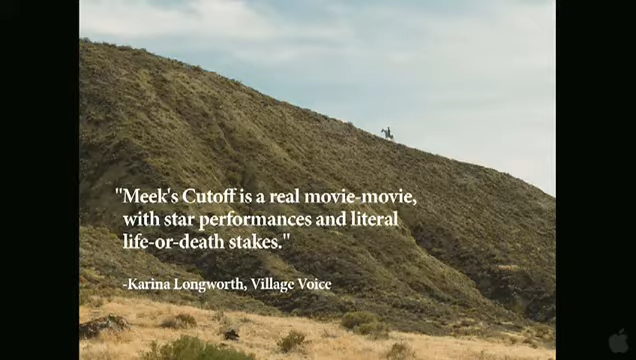 "Meek's Cutoff is a real movie-movie,
with star performances and literal
life-or-death stakes."
-Karina Longworth, Village Voice